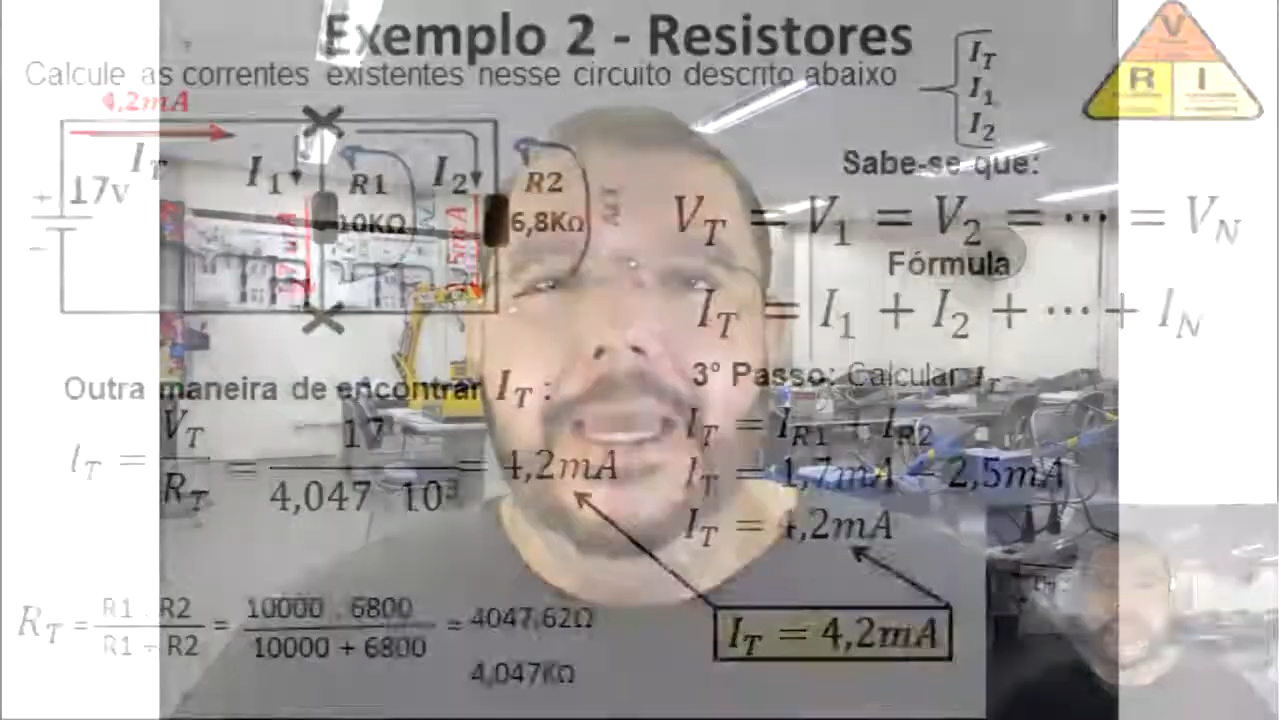 Exemplo 2 - Resistores
Calcule as correntes existentes nesse circuito descrito abaixo
I_T
I_1
I_2
V
R I
4,2mA
I_T
17v
+
−
I_1
R1
10KΩ
I_2
R2
6,8KΩ
Sabe-se que:
V_T = V_1 = V_2 = ... = V_N
Fórmula
I_T = I_1 + I_2 + ... + I_N
Outra maneira de encontrar I_T :
I_T = V_T / R_T = 17 / 4,047 10³ = 4,2mA
3° Passo: Calcular I_T
I_T = I_R1 + I_R2
I_T = 1,7mA + 2,5mA
I_T = 4,2mA
R_T = R1 . R2 / R1 + R2 = 10000 . 6800 / 10000 + 6800 = 4047,62Ω
4,047KΩ
I_T = 4,2mA